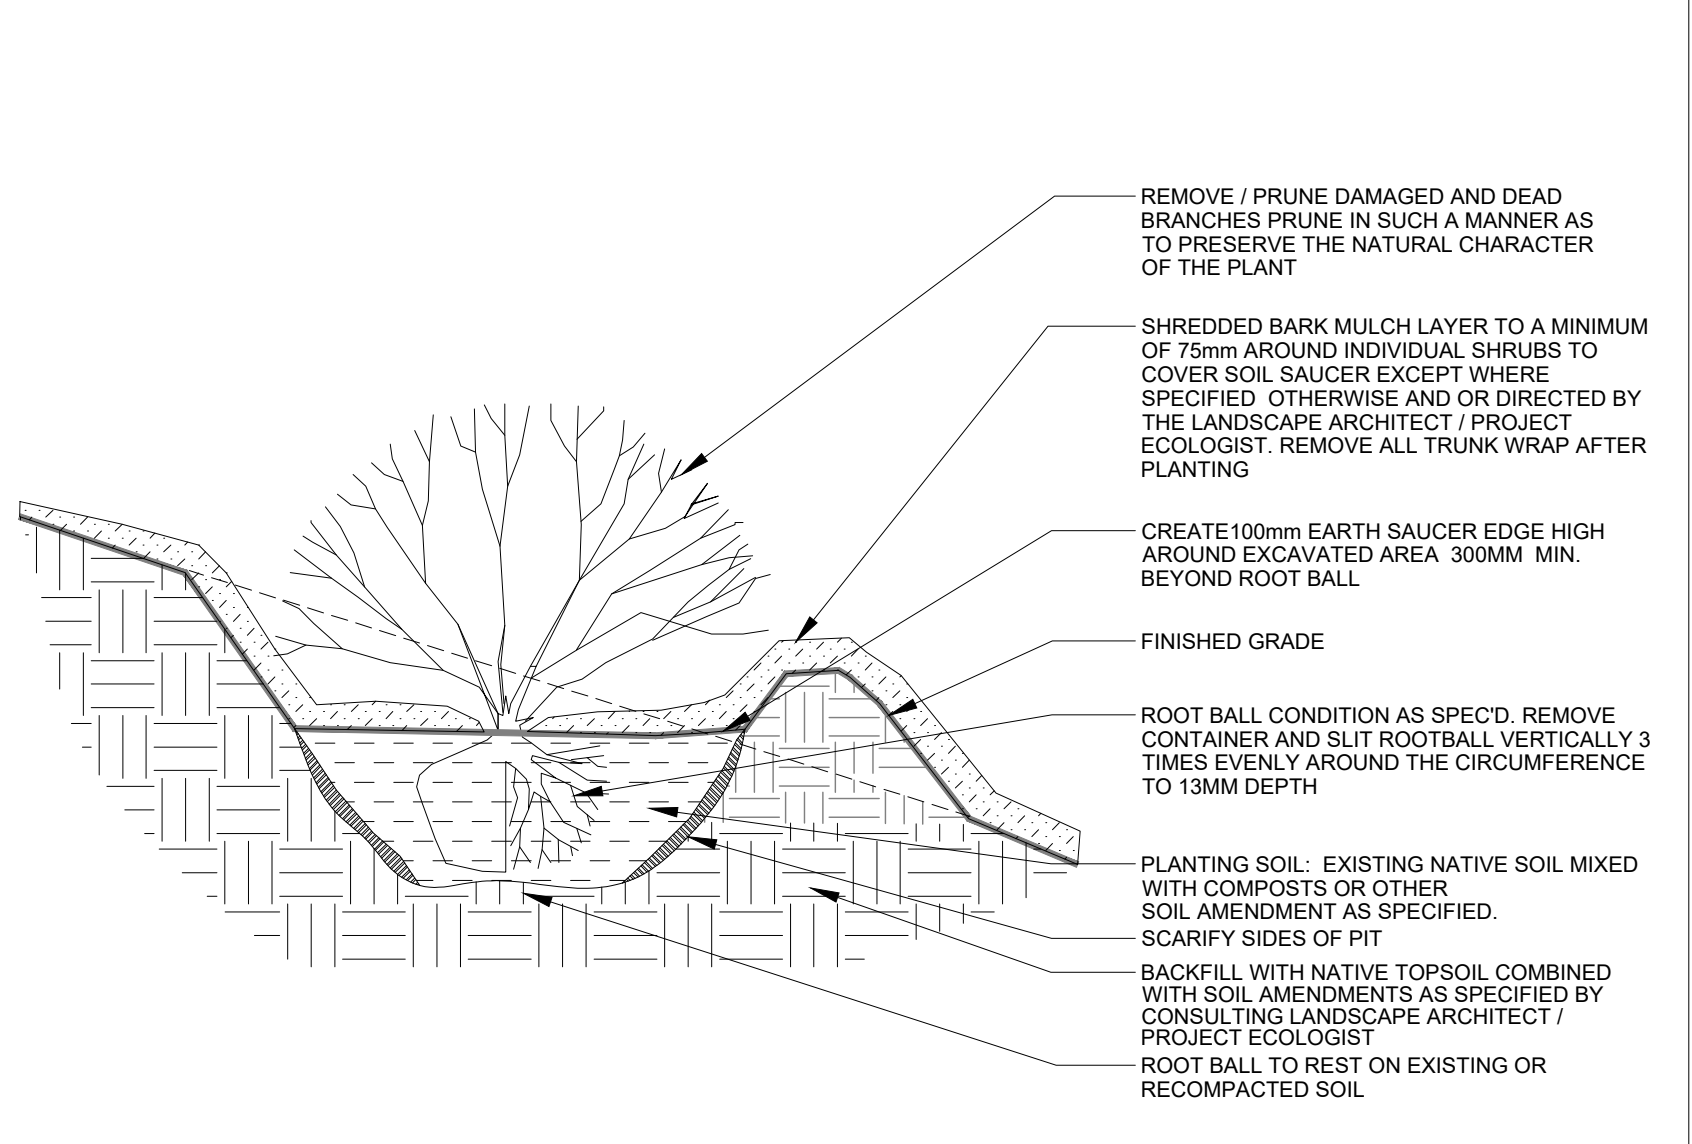 REMOVE / PRUNE DAMAGED AND DEAD
BRANCHES PRUNE IN SUCH A MANNER AS
TO PRESERVE THE NATURAL CHARACTER
OF THE PLANT
SHREDDED BARK MULCH LAYER TO A MINIMUM
OF 75mm AROUND INDIVIDUAL SHRUBS TO
COVER SOIL SAUCER EXCEPT WHERE
SPECIFIED  OTHERWISE AND OR DIRECTED BY
THE LANDSCAPE ARCHITECT / PROJECT
ECOLOGIST. REMOVE ALL TRUNK WRAP AFTER
PLANTING
CREATE100mm EARTH SAUCER EDGE HIGH
AROUND EXCAVATED AREA  300MM  MIN.
BEYOND ROOT BALL
FINISHED GRADE
ROOT BALL CONDITION AS SPEC'D. REMOVE
CONTAINER AND SLIT ROOTBALL VERTICALLY 3
TIMES EVENLY AROUND THE CIRCUMFERENCE
TO 13MM DEPTH
PLANTING SOIL:  EXISTING NATIVE SOIL MIXED
WITH COMPOSTS OR OTHER
SOIL AMENDMENT AS SPECIFIED.
SCARIFY SIDES OF PIT
BACKFILL WITH NATIVE TOPSOIL COMBINED
WITH SOIL AMENDMENTS AS SPECIFIED BY
CONSULTING LANDSCAPE ARCHITECT /
PROJECT ECOLOGIST
ROOT BALL TO REST ON EXISTING OR
RECOMPACTED SOIL